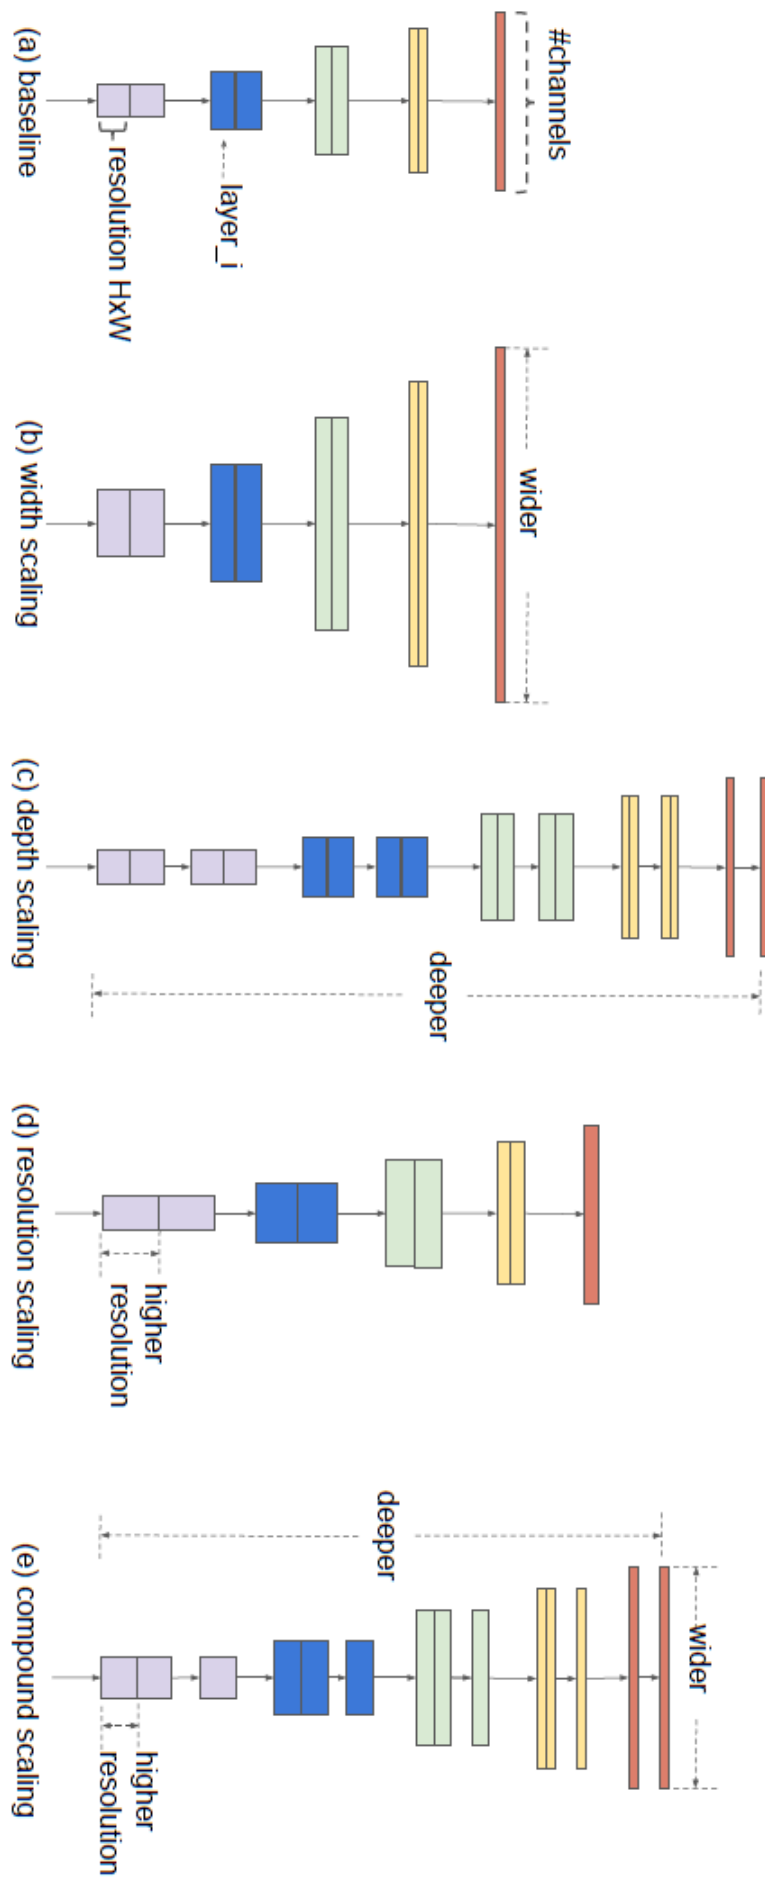 #channels
layer_i
resolution HxW
(a) baseline
wider
(b) width scaling
deeper
(c) depth scaling
higher
resolution
(d) resolution scaling
wider
deeper
higher
resolution
(e) compound scaling